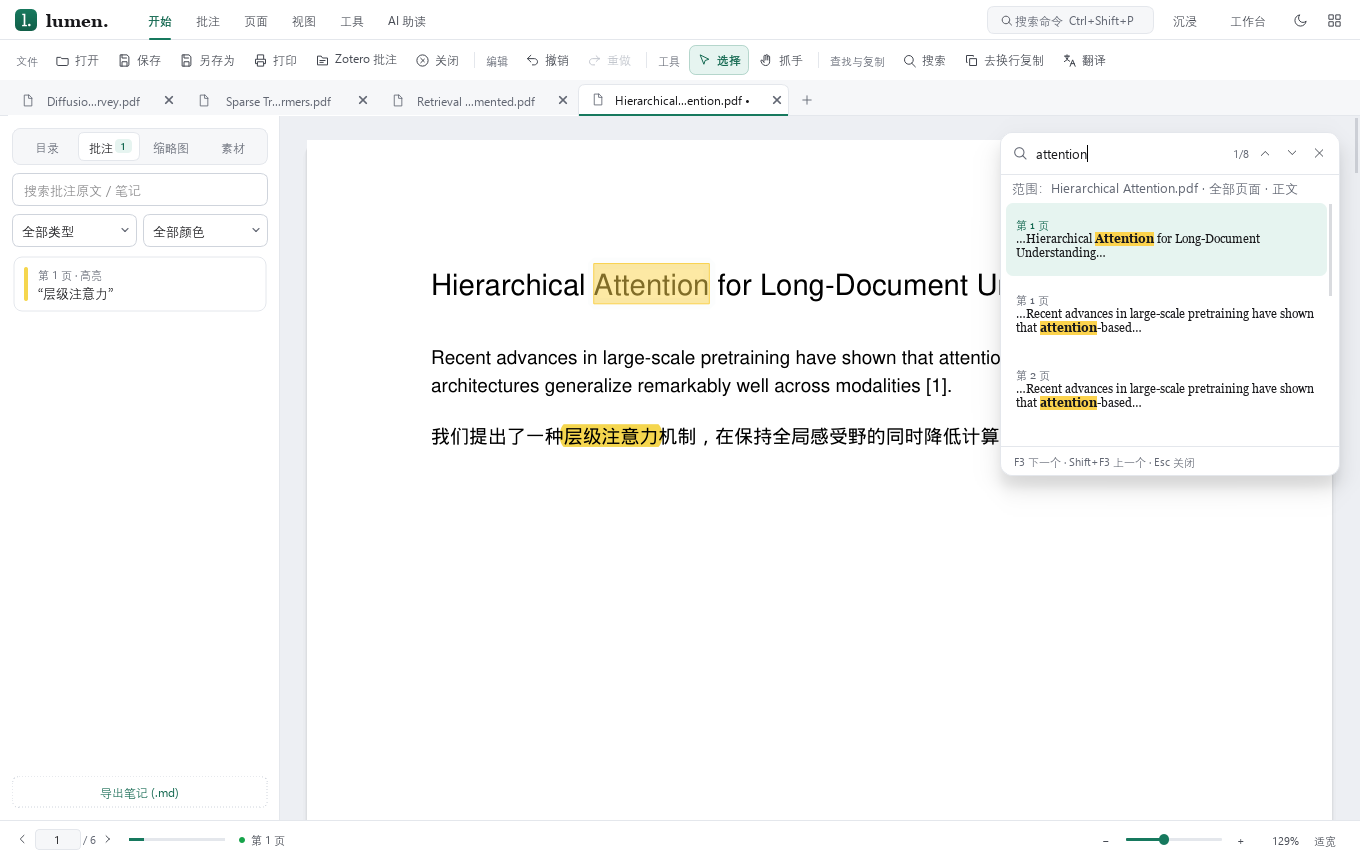 l. lumen.
开始 批注 页面 视图 工具 AI 助读
搜索命令 Ctrl+Shift+P
沉浸 工作台
文件 打开 保存 另存为 打印 Zotero 批注 关闭 编辑 撤销 重做 工具 选择 抓手 查找与复制 搜索 去换行复制 翻译
Diffusio...rvey.pdf
Sparse Tr...rmers.pdf
Retrieval ...mented.pdf
Hierarchical...ention.pdf •
目录 批注 1 缩略图 素材
搜索批注原文 / 笔记
全部类型 全部颜色
第 1 页 · 高亮
“层级注意力”
导出笔记 (.md)
Hierarchical Attention for Long-Document U
Recent advances in large-scale pretraining have shown that attentio
architectures generalize remarkably well across modalities [1].
我们提出了一种层级注意力机制，在保持全局感受野的同时降低计算
attention 1/8
范围: Hierarchical Attention.pdf · 全部页面 · 正文
第 1 页
...Hierarchical Attention for Long-Document
Understanding...
第 1 页
...Recent advances in large-scale pretraining have shown
that attention-based...
第 2 页
...Recent advances in large-scale pretraining have shown
that attention-based...
F3 下一个 · Shift+F3 上一个 · Esc 关闭
1 / 6 第 1 页
− + 129% 适宽